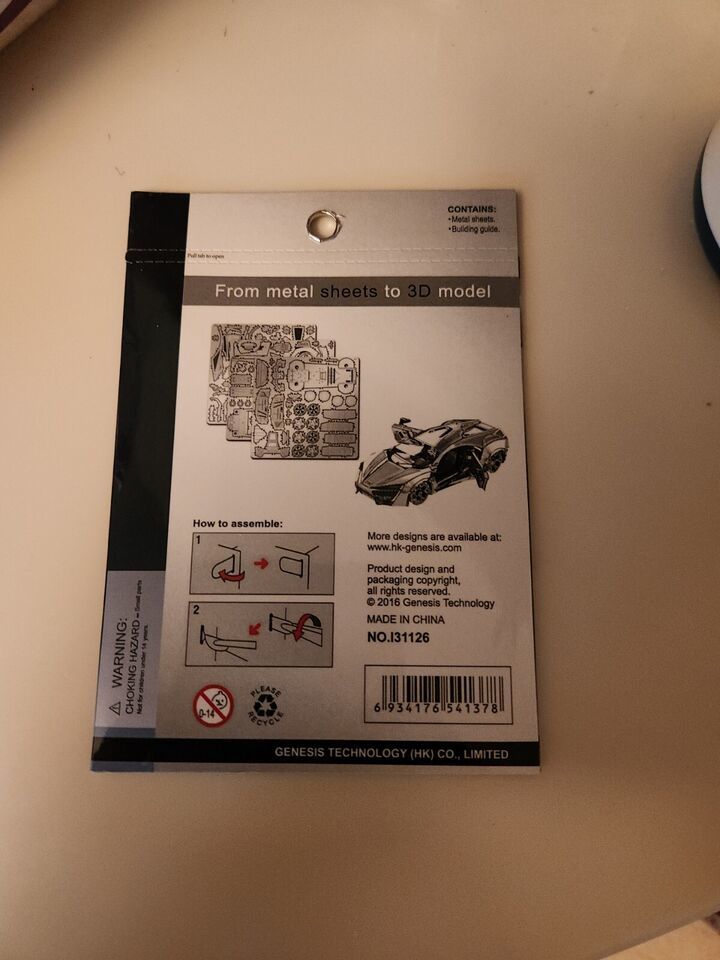 CONTAINS:
•Metal sheets.
•Building guide.
Pull tab to open
From metal sheets to 3D model
How to assemble:
1
2
More designs are available at:
www.hk-genesis.com
Product design and
packaging copyright,
all rights reserved.
© 2016 Genesis Technology
MADE IN CHINA
NO.I31126
⚠ WARNING:
CHOKING HAZARD – Small parts
Not for children under 14 years.
0-14
PLEASE
RECYCLE
6 934176 541378
GENESIS TECHNOLOGY (HK) CO., LIMITED